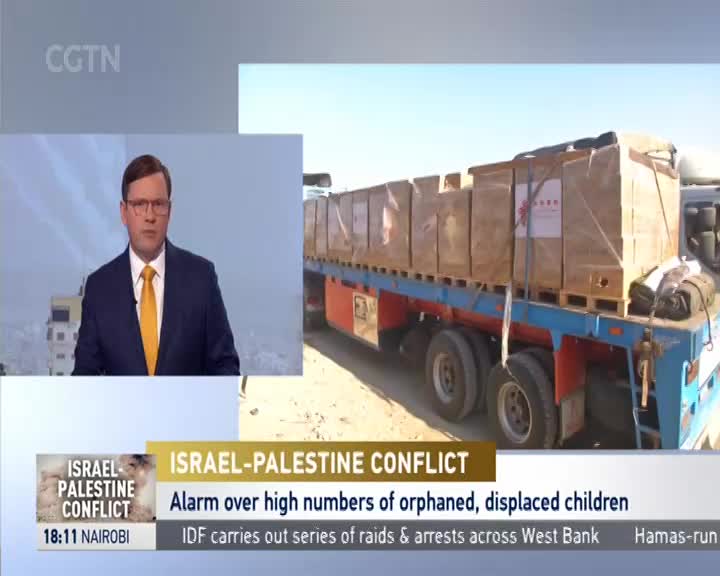 CGTN
ISRAEL-PALESTINE CONFLICT
Alarm over high numbers of orphaned, displaced children
ISRAEL-
PALESTINE
CONFLICT
18:11 NAIROBI
IDF carries out series of raids & arrests across West Bank Hamas-run